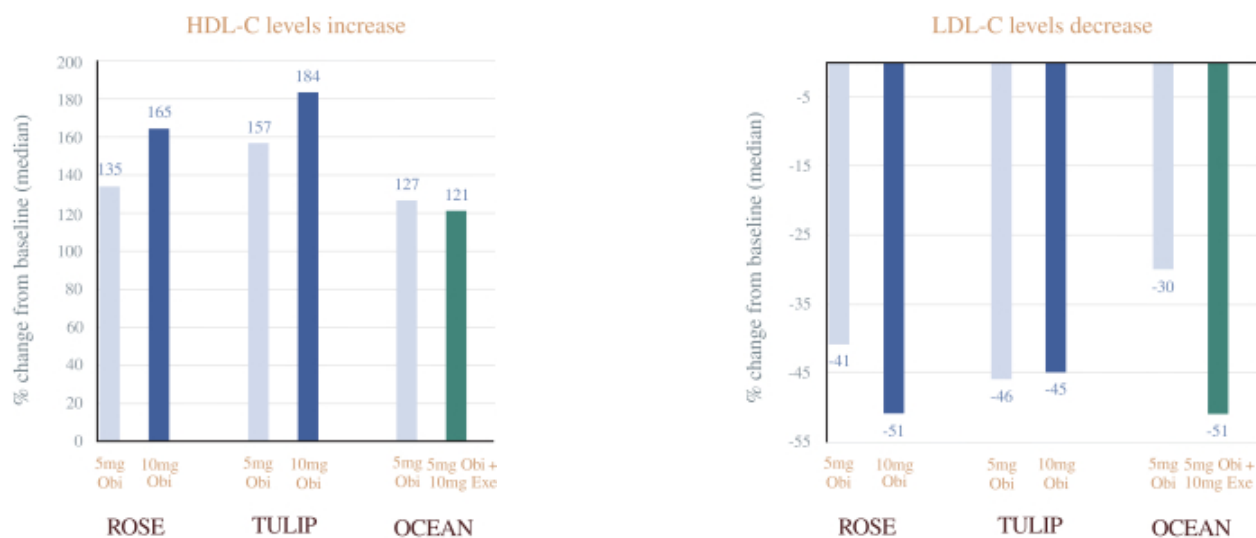 HDL-C levels increase
% change from baseline (median)
200
180
160
140
120
100
80
60
40
20
0
135
165
157
184
127
121
5mg
Obi
10mg
Obi
5mg
Obi
10mg
Obi
5mg
Obi
5mg Obi +
10mg Exe
ROSE
TULIP
OCEAN
LDL-C levels decrease
% change from baseline (median)
-5
-15
-25
-35
-45
-55
-41
-51
-46
-45
-30
-51
5mg
Obi
10mg
Obi
5mg
Obi
10mg
Obi
5mg
Obi
5mg Obi +
10mg Exe
ROSE
TULIP
OCEAN